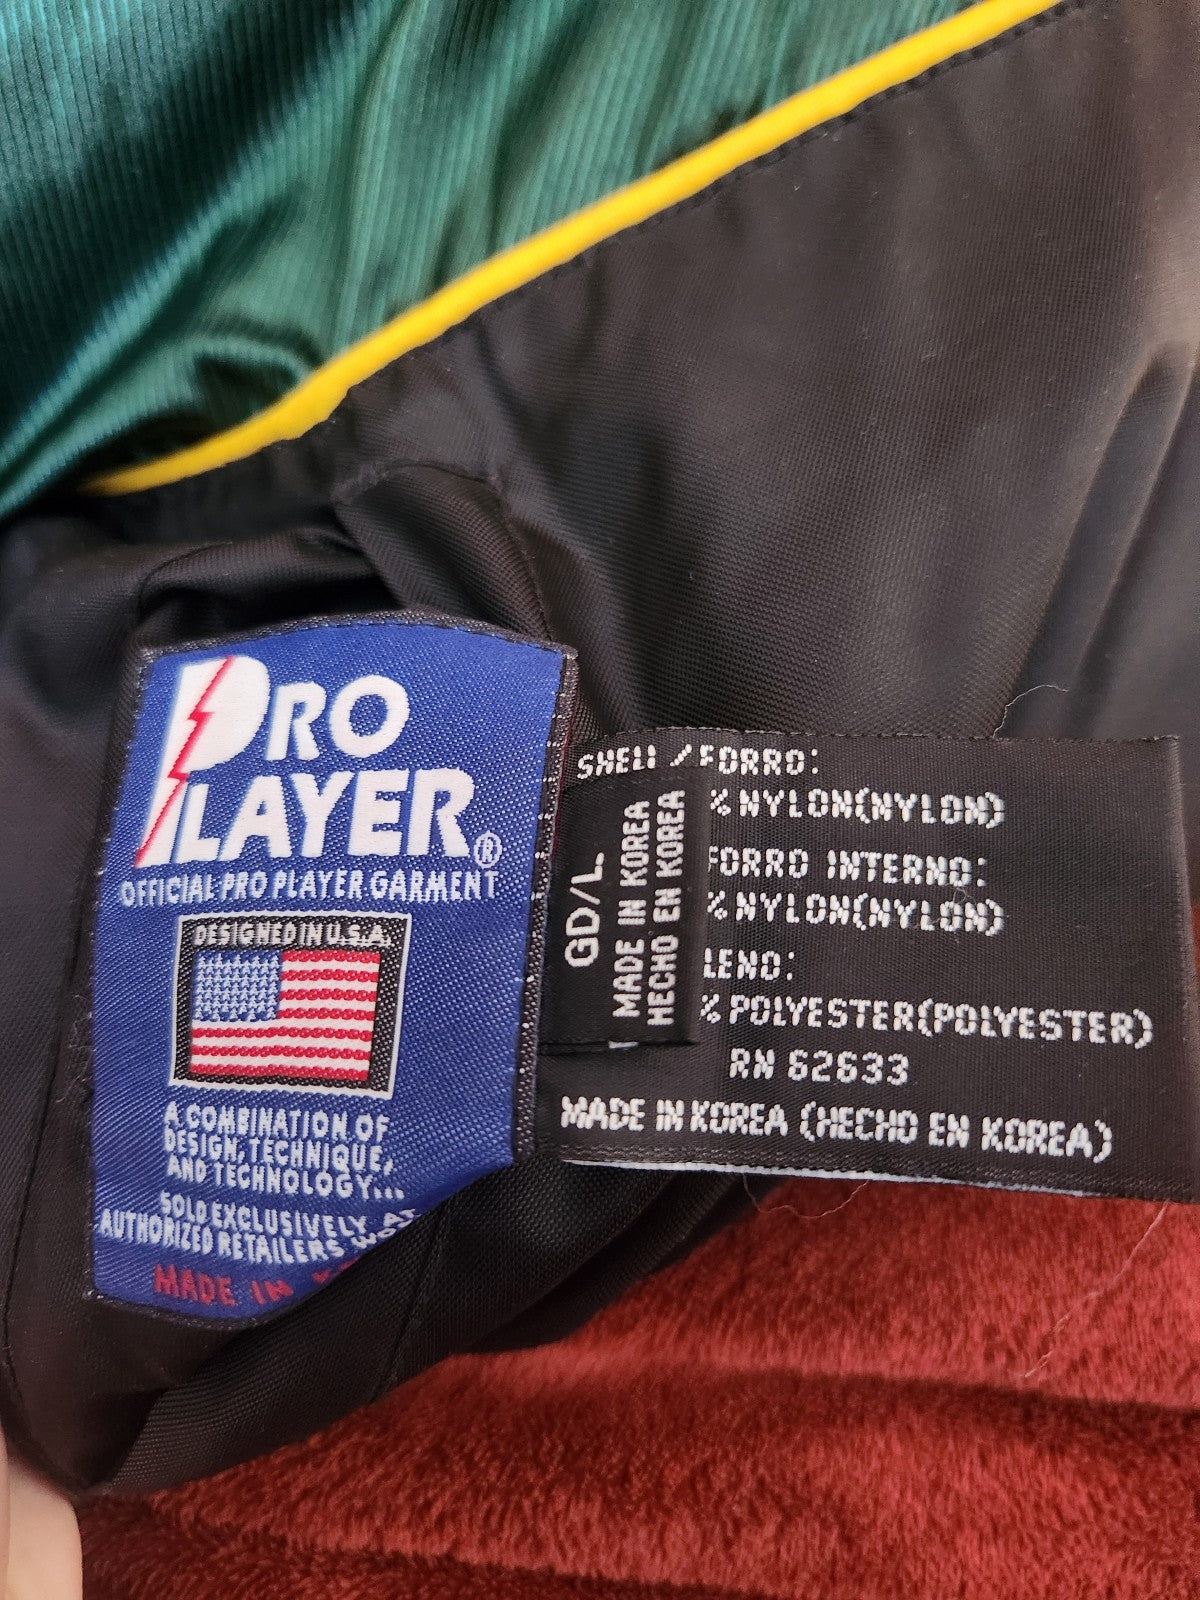 PRO
PLAYER®
OFFICIAL PRO PLAYER GARMENT
DESIGNED IN U.S.A.
A COMBINATION OF
DESIGN, TECHNIQUE,
AND TECHNOLOGY...
SOLD EXCLUSIVELY AT
AUTHORIZED RETAILERS
MADE IN
GD/L
MADE IN KOREA
HECHO EN KOREA
SHELL / FORRO:
% NYLON(NYLON)
FORRO INTERNO:
% NYLON(NYLON)
LENO:
% POLYESTER(POLYESTER)
RN 62633
MADE IN KOREA (HECHO EN KOREA)